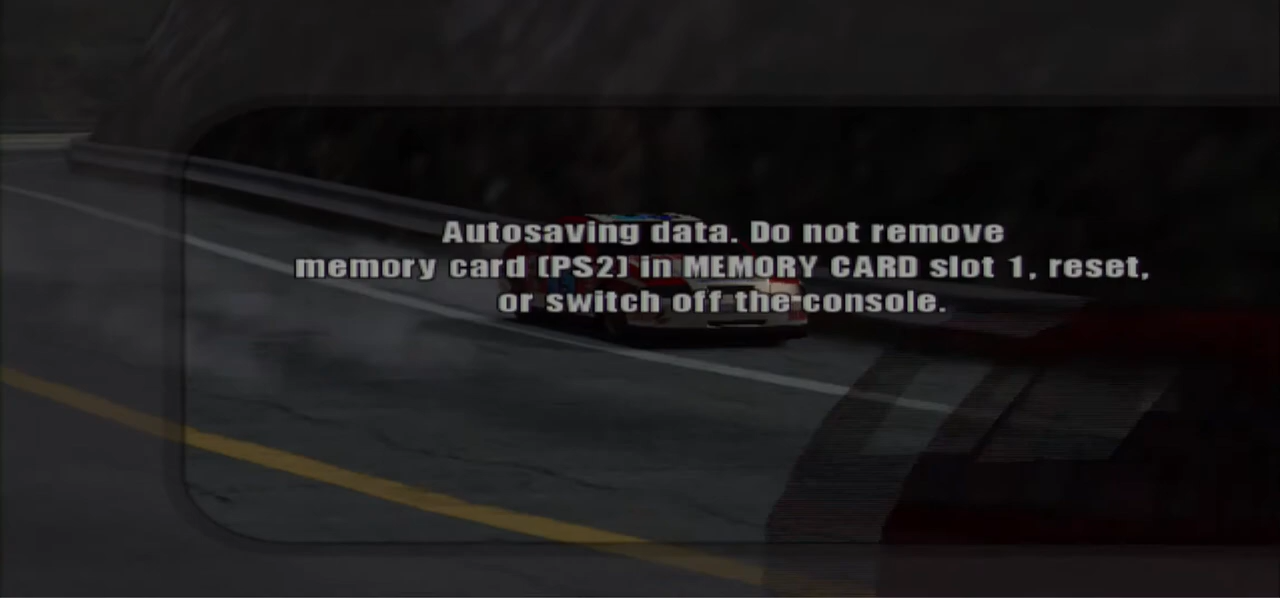 Autosaving data. Do not remove
memory card (PS2) in MEMORY CARD slot 1, reset,
or switch off the console.